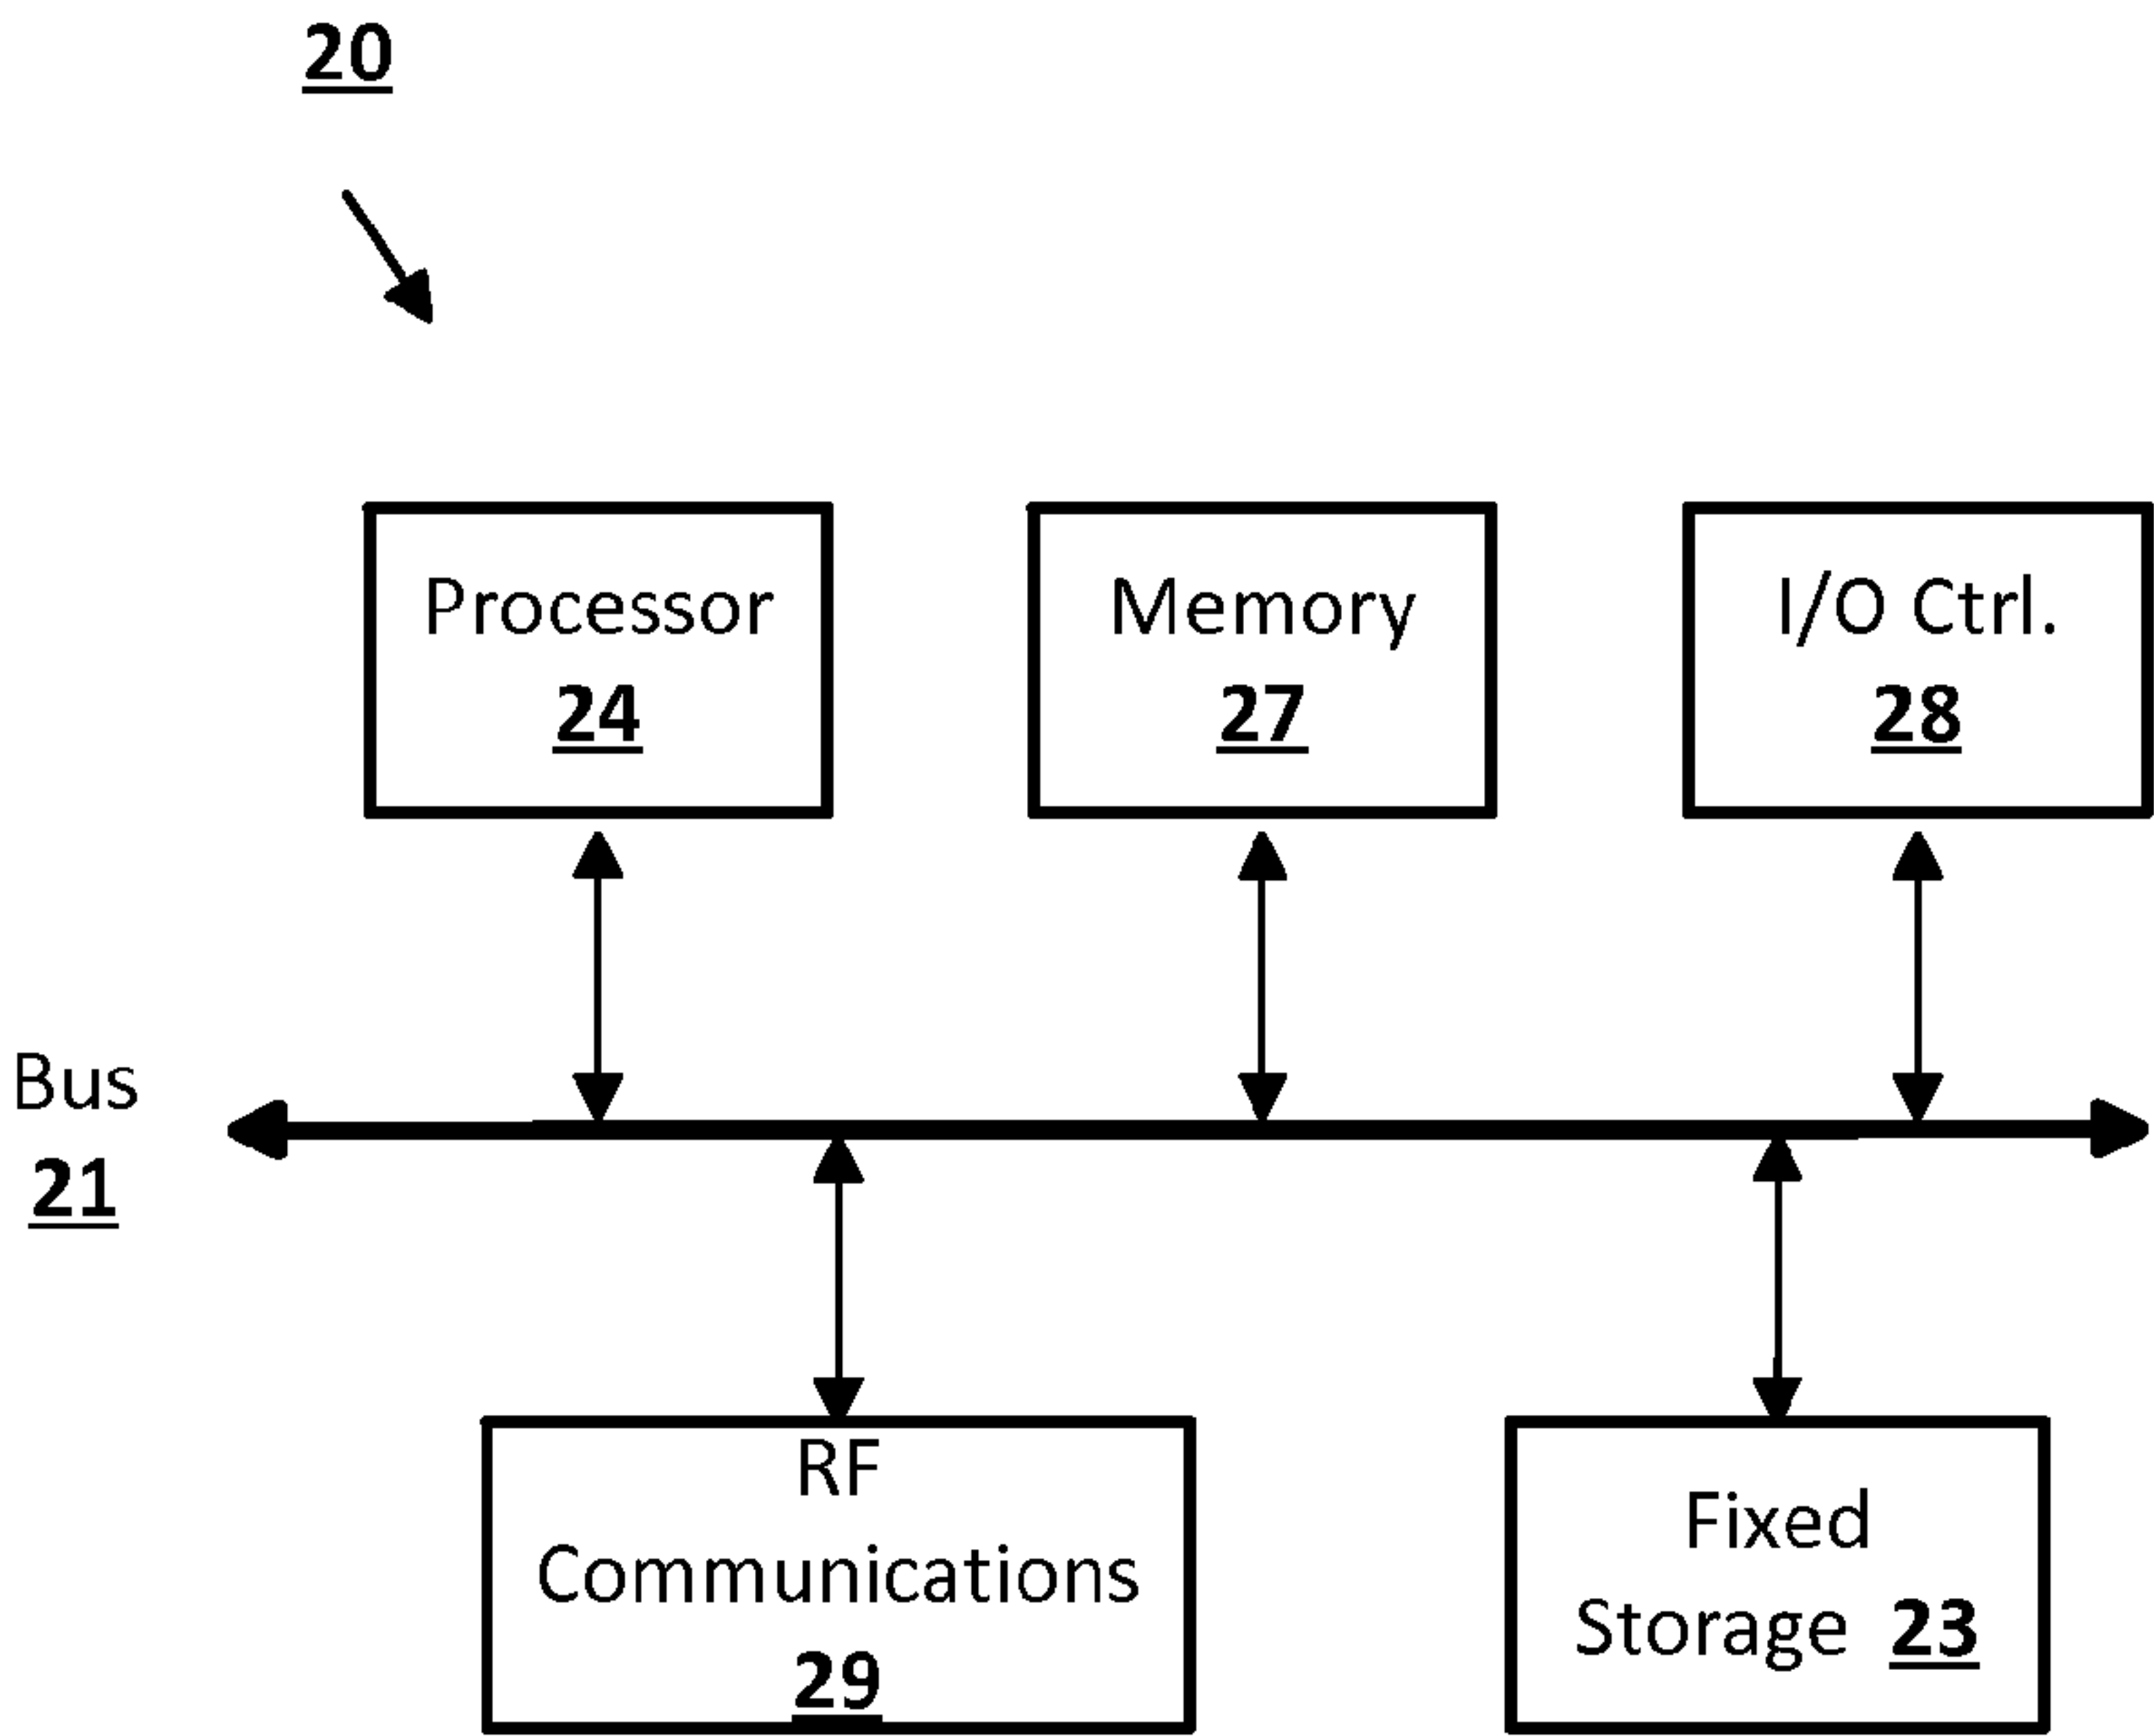 20
Processor
24
Memory
27
I/O Ctrl.
28
Bus
21
RF
Communications
29
Fixed
Storage 23